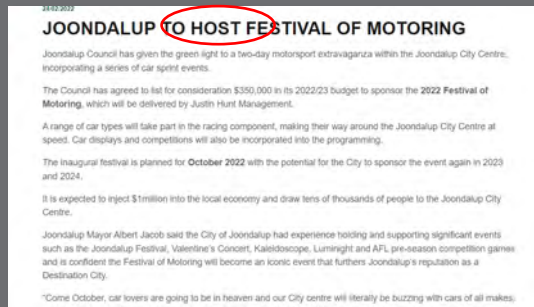 24/02/2022
JOONDALUP TO HOST FESTIVAL OF MOTORING
Joondalup Council has given the green light to a two-day motorsport extravaganza within the Joondalup City Centre,
incorporating a series of car sprint events.
The Council has agreed to list for consideration $350,000 in its 2022/23 budget to sponsor the 2022 Festival of
Motoring, which will be delivered by Justin Hunt Management.
A range of car types will take part in the racing component, making their way around the Joondalup City Centre at
speed. Car displays and competitions will also be incorporated into the programming.
The inaugural festival is planned for October 2022 with the potential for the City to sponsor the event again in 2023
and 2024.
It is expected to inject $1million into the local economy and draw tens of thousands of people to the Joondalup City
Centre.
Joondalup Mayor Albert Jacob said the City of Joondalup had experience holding and supporting significant events
such as the Joondalup Festival, Valentine's Concert, Kaleidoscope, Luminight and AFL pre-season competition games
and is confident the Festival of Motoring will become an iconic event that furthers Joondalup's reputation as a
Destination City.
"Come October, car lovers are going to be in heaven and our City centre will literally be buzzing with cars of all makes,